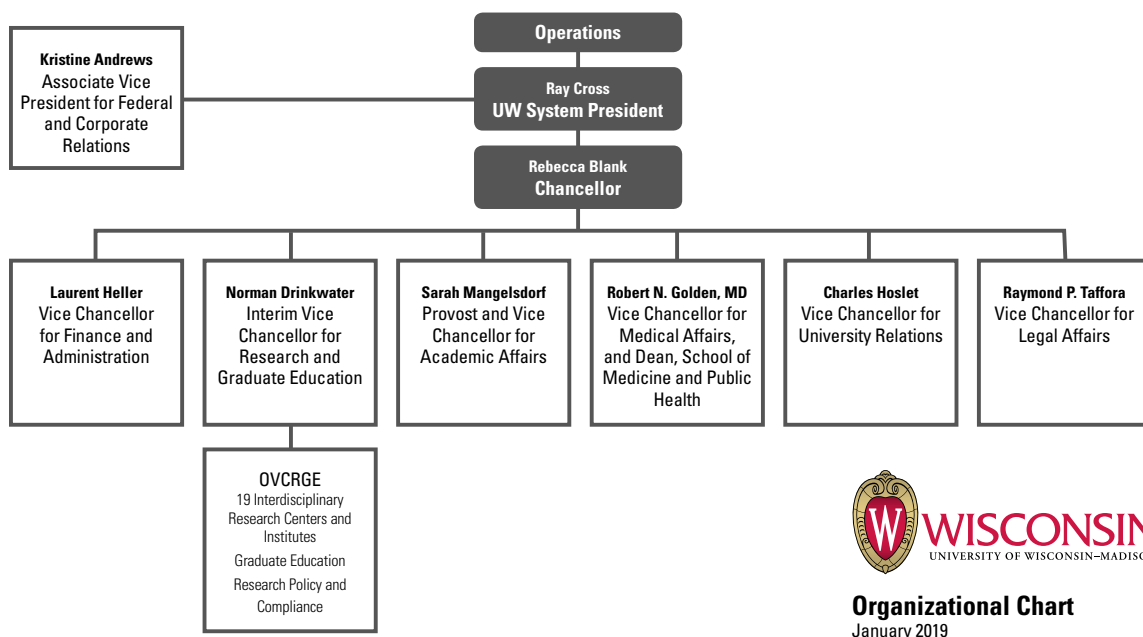 Operations
Kristine Andrews
Associate Vice
President for Federal
and Corporate
Relations
Ray Cross
UW System President
Rebecca Blank
Chancellor
Laurent Heller
Vice Chancellor
for Finance and
Administration
Norman Drinkwater
Interim Vice
Chancellor for
Research and
Graduate Education
Sarah Mangelsdorf
Provost and Vice
Chancellor for
Academic Affairs
Robert N. Golden, MD
Vice Chancellor for
Medical Affairs,
and Dean, School of
Medicine and Public
Health
Charles Hoslet
Vice Chancellor for
University Relations
Raymond P. Taffora
Vice Chancellor for
Legal Affairs
OVCRGE
19 Interdisciplinary
Research Centers and
Institutes
Graduate Education
Research Policy and
Compliance
W
WISCONSIN
UNIVERSITY OF WISCONSIN–MADISO
Organizational Chart
January 2019